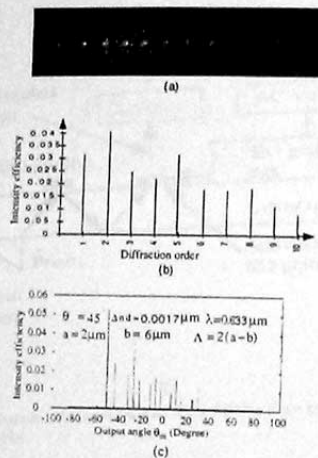 (a)
Intensity efficiency
0.04
0.035
0.03
0.025
0.02
0.015
0.01
0.005
0
1 2 3 4 5 6 7 8 9 10
Diffraction order
(b)
Intensity efficiency
0.06
0.05
0.04
0.03
0.02
0.01
0
θ =45 Δnd=0.0017μm λ=0.633μm
a=2μm b=6μm Λ=2(a-b)
-100 -80 -60 -40 -20 0 20 40 60 80 100
Output angle θm (Degree)
(c)